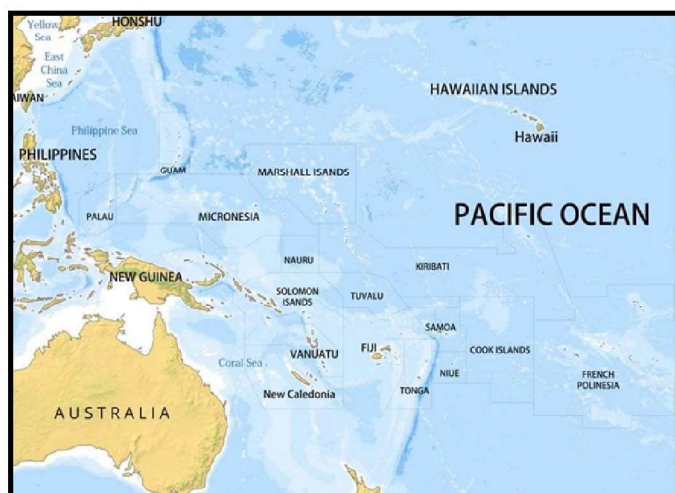 HONSHU
Yellow
Sea
East
China
Sea
AIWAN
HAWAIIAN ISLANDS
Hawaii
Philippine Sea
PHILIPPINES
GUAM
MARSHALL ISANDS
PALAU
MICRONESIA
PACIFIC OCEAN
NAURU
KIRIBATI
NEW GUINEA
SOLOMON
ISANDS
TUVALU
SAMOA
FIJI
VANUATU
COOK ISLANDS
Coral Sea
NIUE
FRENCH
POLINESIA
New Caledonia
TONGA
AUSTRALIA